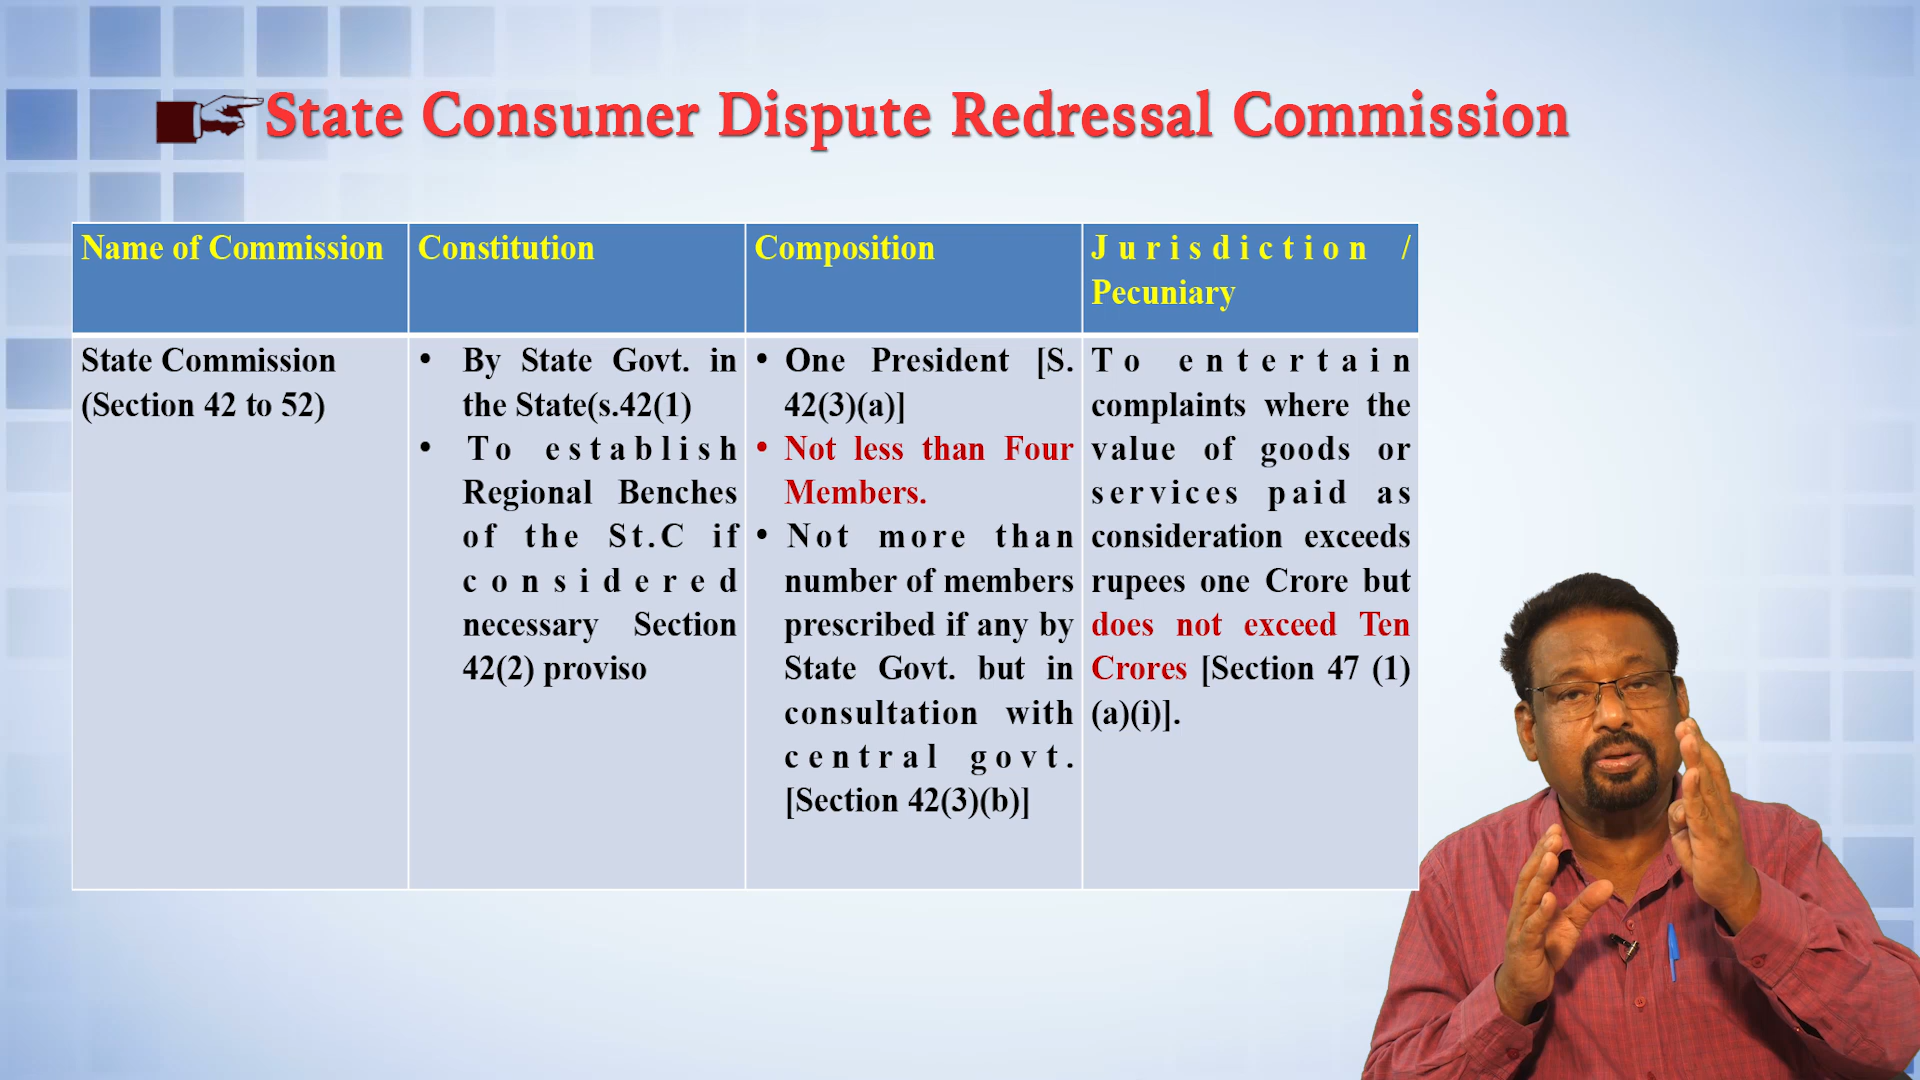 State Consumer Dispute Redressal Commission
Name of Commission
Constitution
Composition
Jurisdiction /
Pecuniary
State Commission
(Section 42 to 52)
• By State Govt. in
the State(s.42(1)
• To establish
Regional Benches
of the St.C if
considered
necessary Section
42(2) proviso
• One President [S.
42(3)(a)]
• Not less than Four
Members.
• Not more than
number of members
prescribed if any by
State Govt. but in
consultation with
central govt.
[Section 42(3)(b)]
To entertain
complaints where the
value of goods or
services paid as
consideration exceeds
rupees one Crore but
does not exceed Ten
Crores [Section 47 (1)
(a)(i)].